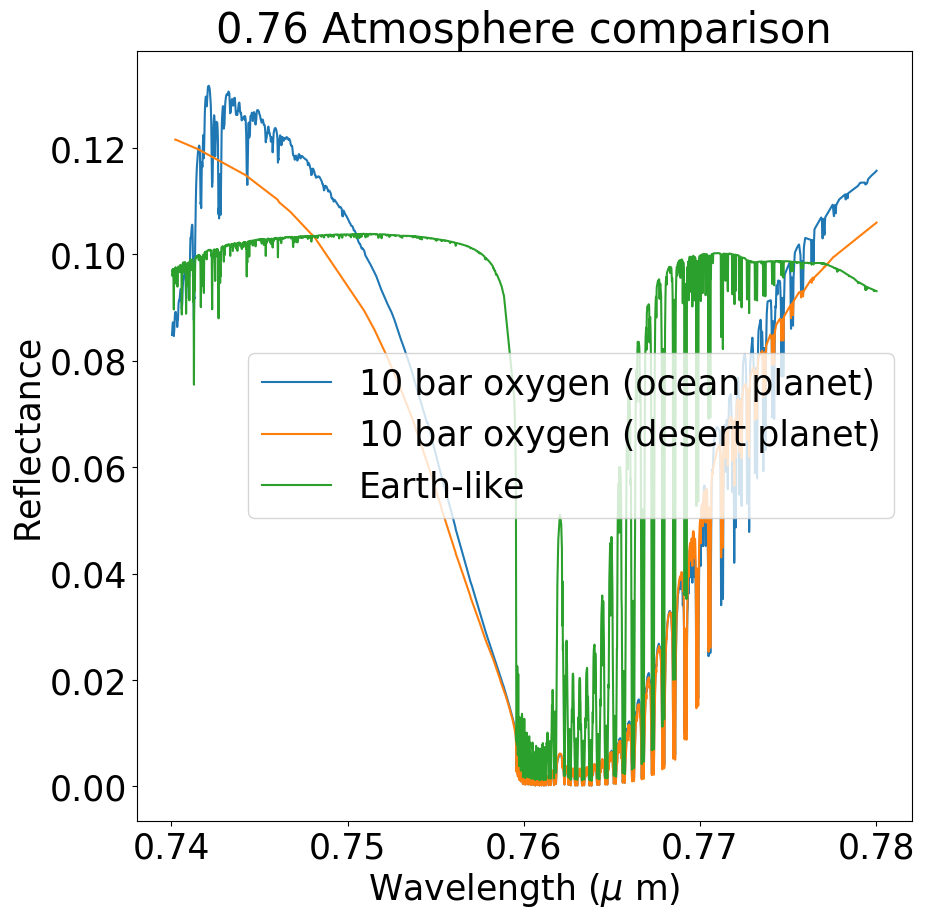 0.76 Atmosphere comparison
0.12
0.10
0.08
0.06
0.04
0.02
0.00
Reflectance
10 bar oxygen (ocean planet)
10 bar oxygen (desert planet)
Earth-like
0.74 0.75 0.76 0.77 0.78
Wavelength (μ m)